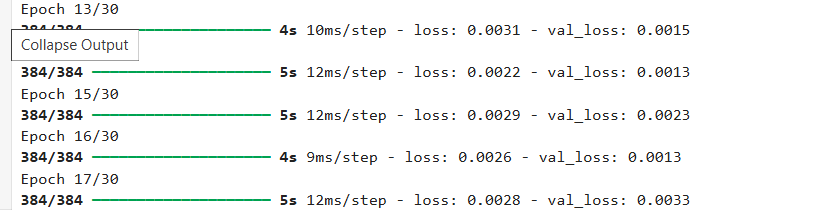 Epoch 13/30
384/384 ━━━━━━━━━━━━━━━━━━━━ 4s 10ms/step - loss: 0.0031 - val_loss: 0.0015
Collapse Output
384/384 ━━━━━━━━━━━━━━━━━━━━ 5s 12ms/step - loss: 0.0022 - val_loss: 0.0013
Epoch 15/30
384/384 ━━━━━━━━━━━━━━━━━━━━ 5s 12ms/step - loss: 0.0029 - val_loss: 0.0023
Epoch 16/30
384/384 ━━━━━━━━━━━━━━━━━━━━ 4s 9ms/step - loss: 0.0026 - val_loss: 0.0013
Epoch 17/30
384/384 ━━━━━━━━━━━━━━━━━━━━ 5s 12ms/step - loss: 0.0028 - val_loss: 0.0033